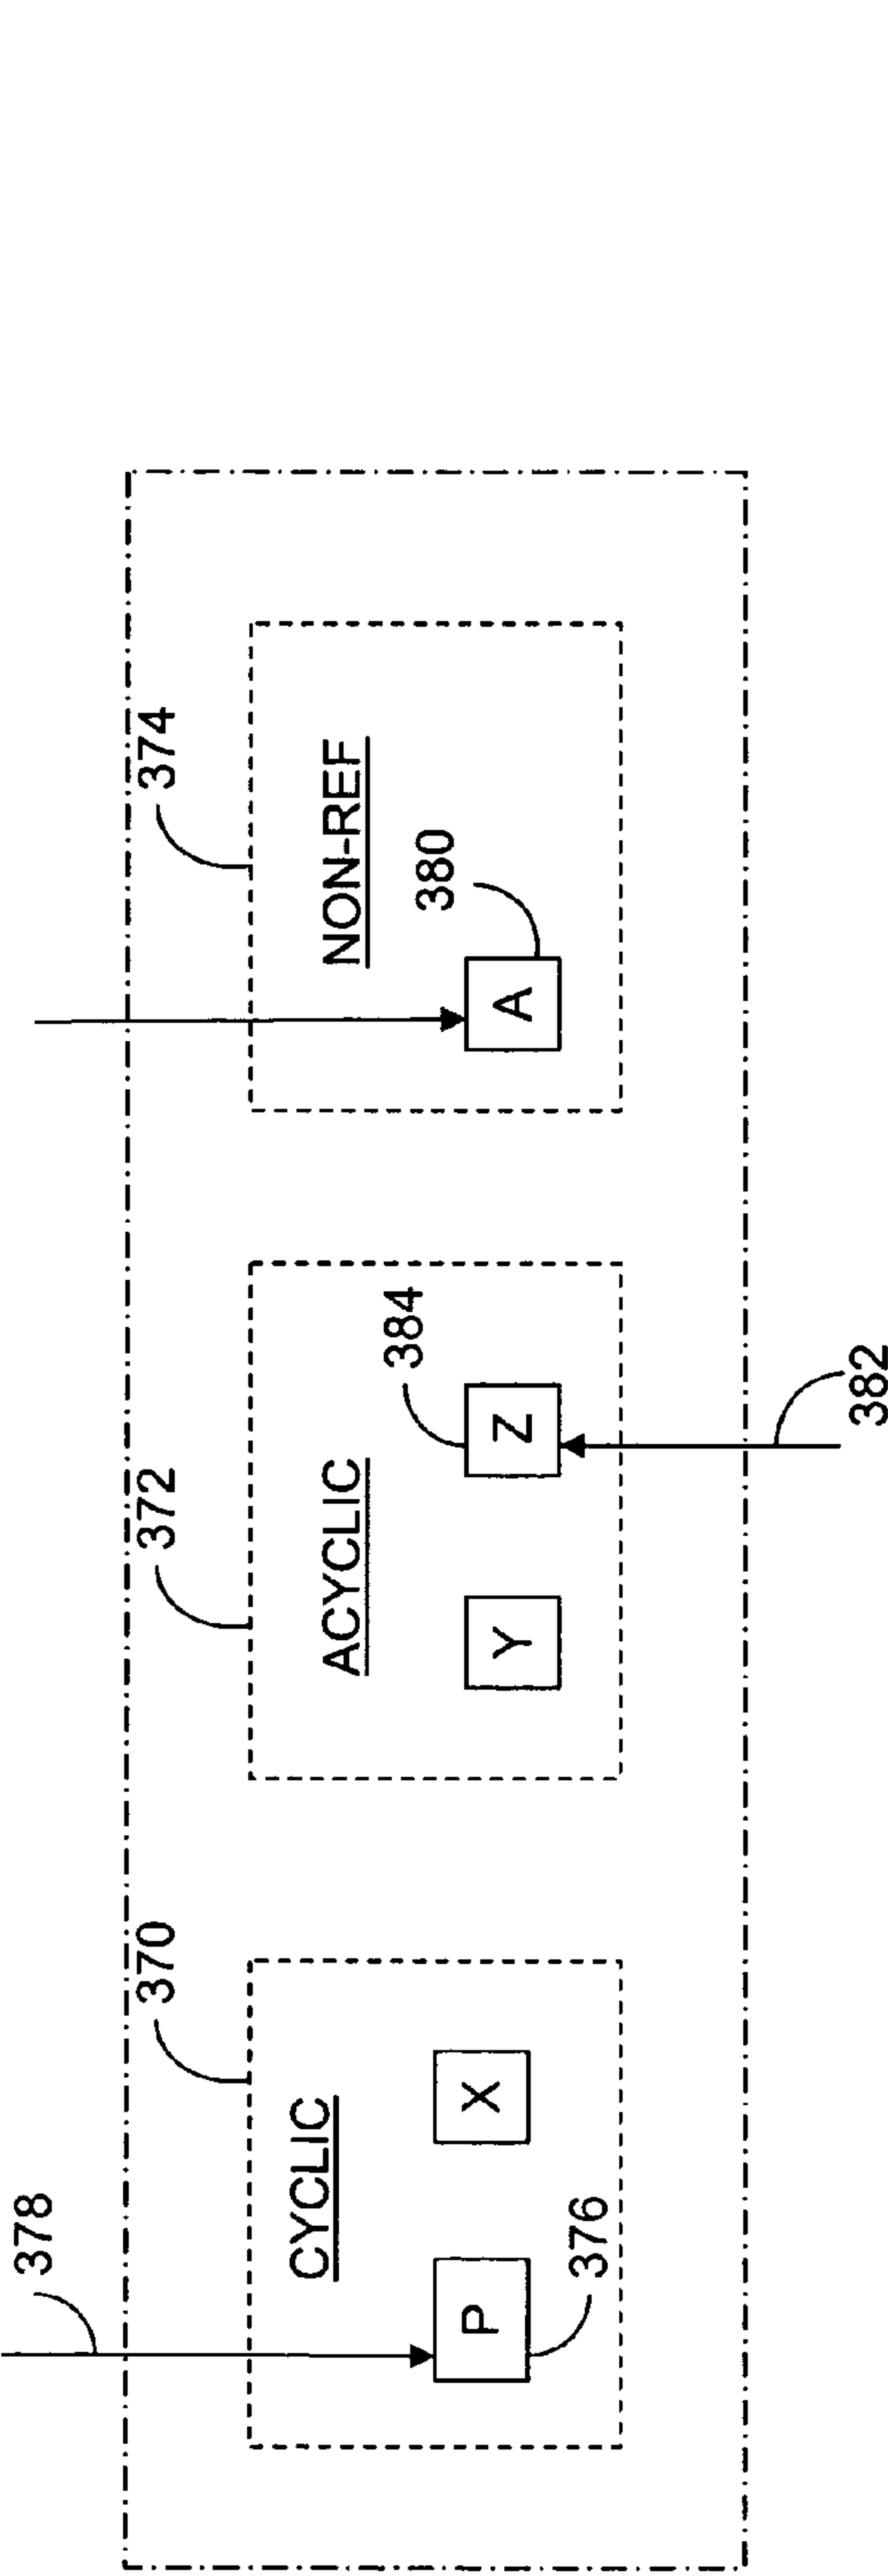 378
370
372
374
CYCLIC
ACYCLIC
NON-REF
384
380
P
X
Y
Z
A
376
382